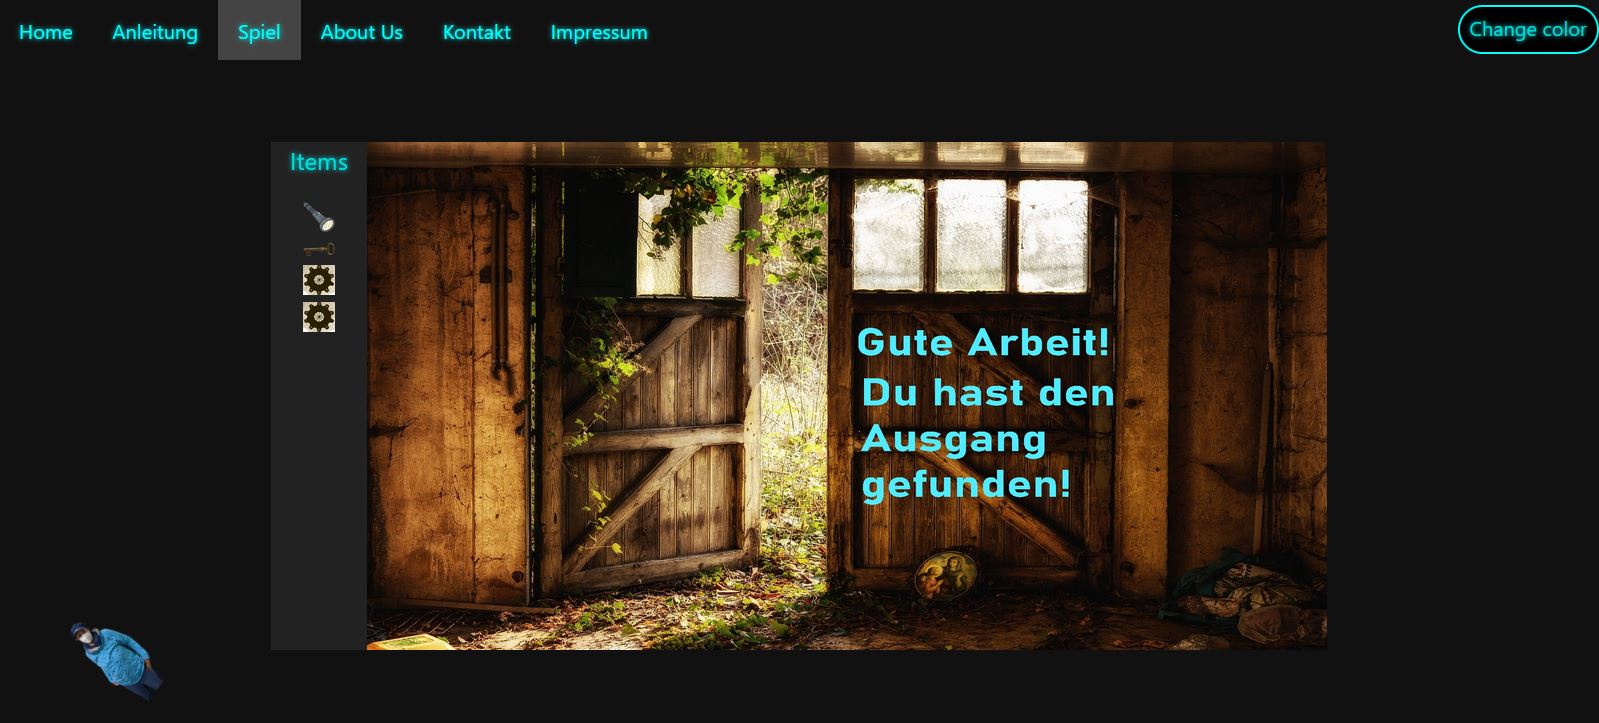 Home Anleitung Spiel About Us Kontakt Impressum Change color
Items
Gute Arbeit!
Du hast den
Ausgang
gefunden!